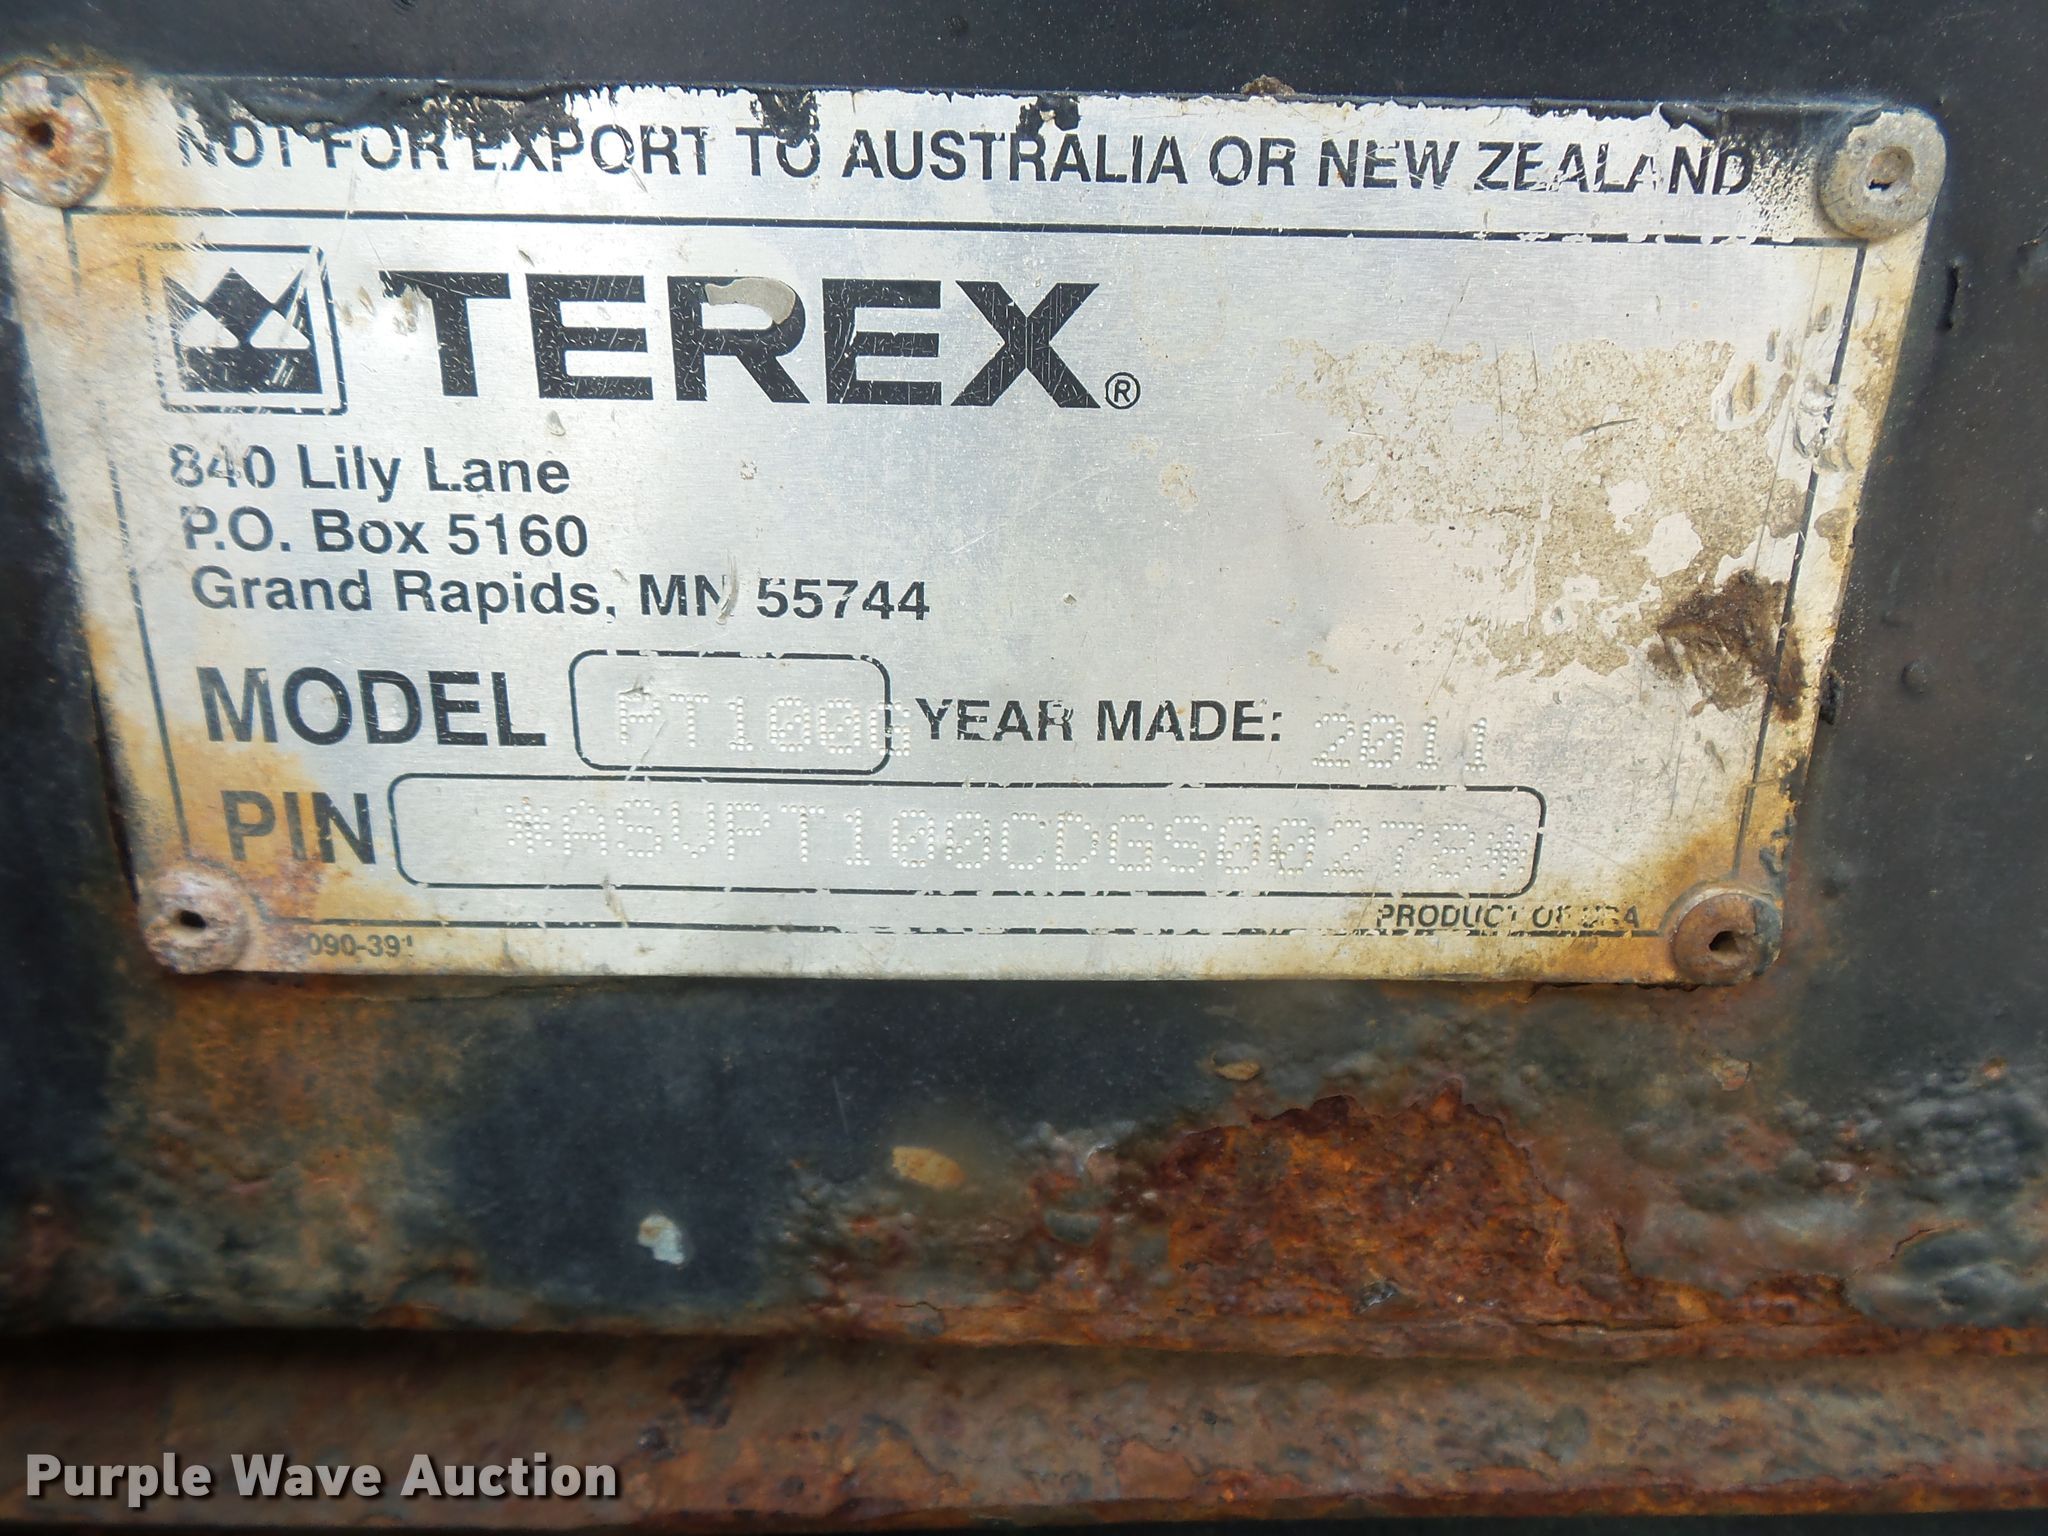 NOT FOR EXPORT TO AUSTRALIA OR NEW ZEALAND
TEREX®
840 Lily Lane
P.O. Box 5160
Grand Rapids, MN 55744
MODEL PT100G YEAR MADE: 2011
PIN *ASVPT100CDGS00278*
PRODUCT OF USA
090-391
Purple Wave Auction